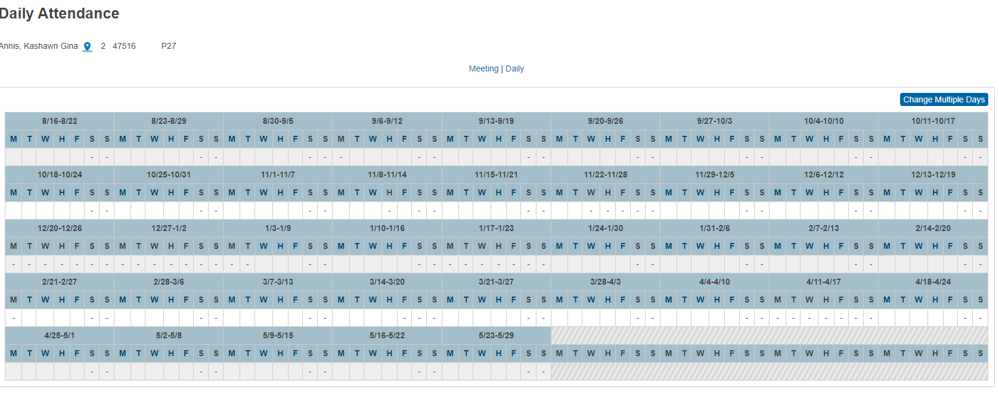 Daily Attendance
Annis, Kashawn Gina 2 47516 P27
Meeting | Daily
Change Multiple Days
8/16-8/22 8/23-8/29 8/30-9/5 9/6-9/12 9/13-9/19 9/20-9/26 9/27-10/3 10/4-10/10 10/11-10/17
M T W H F S S M T W H F S S M T W H F S S M T W H F S S M T W H F S S M T W H F S S M T W H F S S M T W H F S S M T W H F S S
- - - - - - - - - - - - - - - - - - -
10/18-10/24 10/25-10/31 11/1-11/7 11/8-11/14 11/15-11/21 11/22-11/28 11/29-12/5 12/6-12/12 12/13-12/19
M T W H F S S M T W H F S S M T W H F S S M T W H F S S M T W H F S S M T W H F S S M T W H F S S M T W H F S S M T W H F S S
- - - - - - - - - - - - - - - - - - - - - -
12/20-12/26 12/27-1/2 1/3-1/9 1/10-1/16 1/17-1/23 1/24-1/30 1/31-2/6 2/7-2/13 2/14-2/20
M T W H F S S M T W H F S S M T W H F S S M T W H F S S M T W H F S S M T W H F S S M T W H F S S M T W H F S S M T W H F S S
- - - - - - - - - - - - - - - - - - - - - - - - - - - - - - - - - - -
2/21-2/27 2/28-3/6 3/7-3/13 3/14-3/20 3/21-3/27 3/28-4/3 4/4-4/10 4/11-4/17 4/18-4/24
M T W H F S S M T W H F S S M T W H F S S M T W H F S S M T W H F S S M T W H F S S M T W H F S S M T W H F S S M T W H F S S
- - - - - - - - - - - - - - - - - - - - - - - - -
4/25-5/1 5/2-5/8 5/9-5/15 5/16-5/22 5/23-5/29
M T W H F S S M T W H F S S M T W H F S S M T W H F S S M T W H F S S M T W H F S S M T W H F S S M T W H F S S M T W H F S S
- - - - - - - - - -